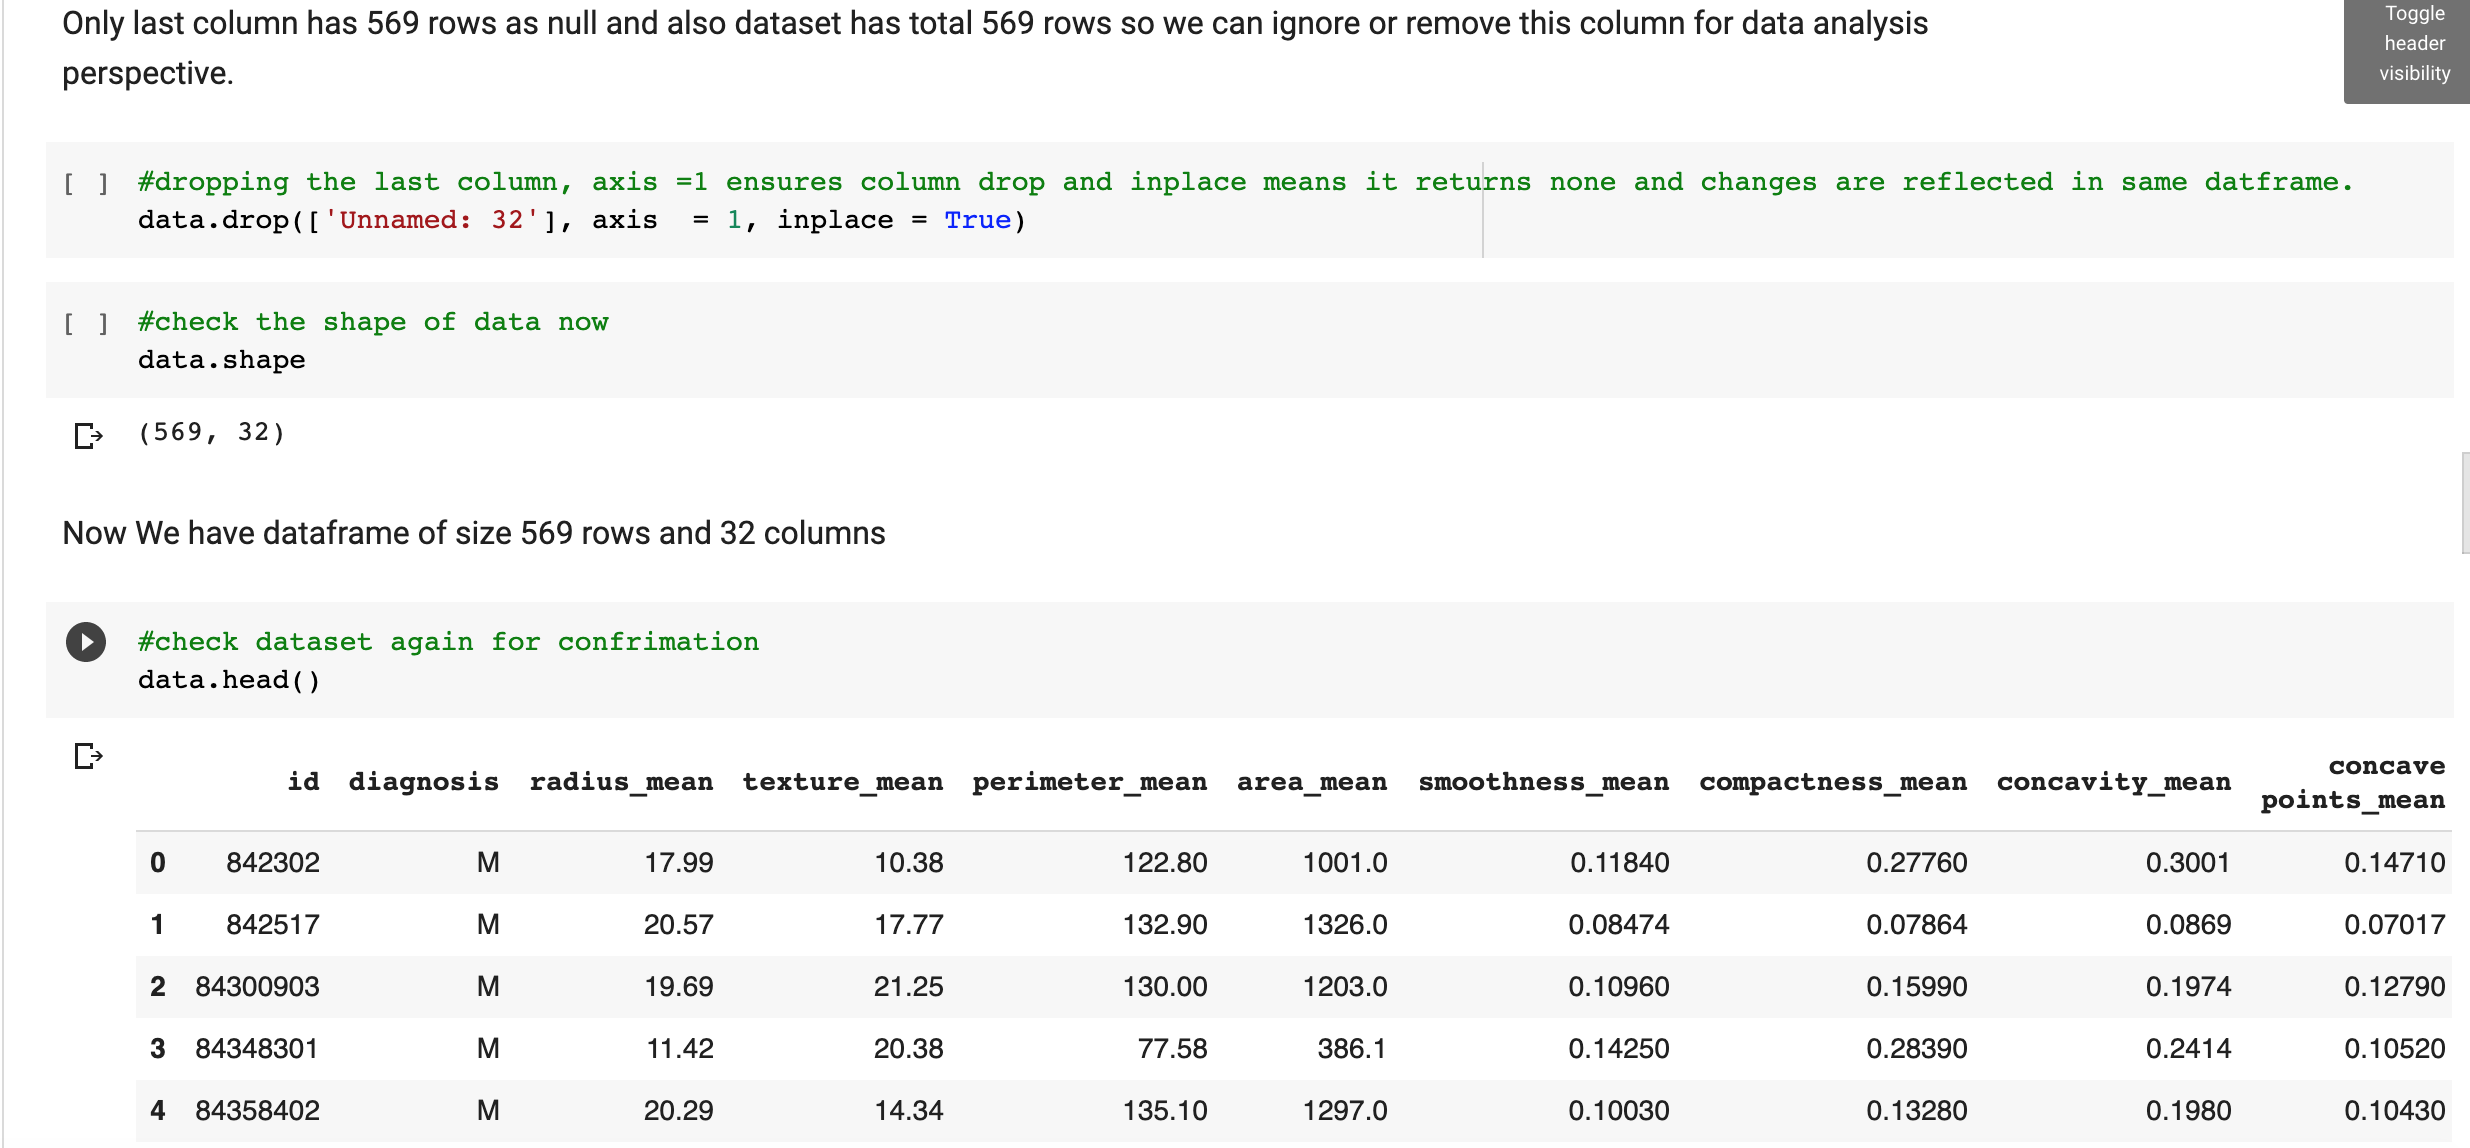 Only last column has 569 rows as null and also dataset has total 569 rows so we can ignore or remove this column for data analysis
perspective.
Toggle
header
visibility
[ ] #dropping the last column, axis =1 ensures column drop and inplace means it returns none and changes are reflected in same datframe.
data.drop(['Unnamed: 32'], axis  = 1, inplace = True)
[ ] #check the shape of data now
data.shape
(569, 32)
Now We have dataframe of size 569 rows and 32 columns
#check dataset again for confrimation
data.head()
id diagnosis radius_mean texture_mean perimeter_mean area_mean smoothness_mean compactness_mean concavity_mean concave
points_mean
0 842302 M 17.99 10.38 122.80 1001.0 0.11840 0.27760 0.3001 0.14710
1 842517 M 20.57 17.77 132.90 1326.0 0.08474 0.07864 0.0869 0.07017
2 84300903 M 19.69 21.25 130.00 1203.0 0.10960 0.15990 0.1974 0.12790
3 84348301 M 11.42 20.38 77.58 386.1 0.14250 0.28390 0.2414 0.10520
4 84358402 M 20.29 14.34 135.10 1297.0 0.10030 0.13280 0.1980 0.10430